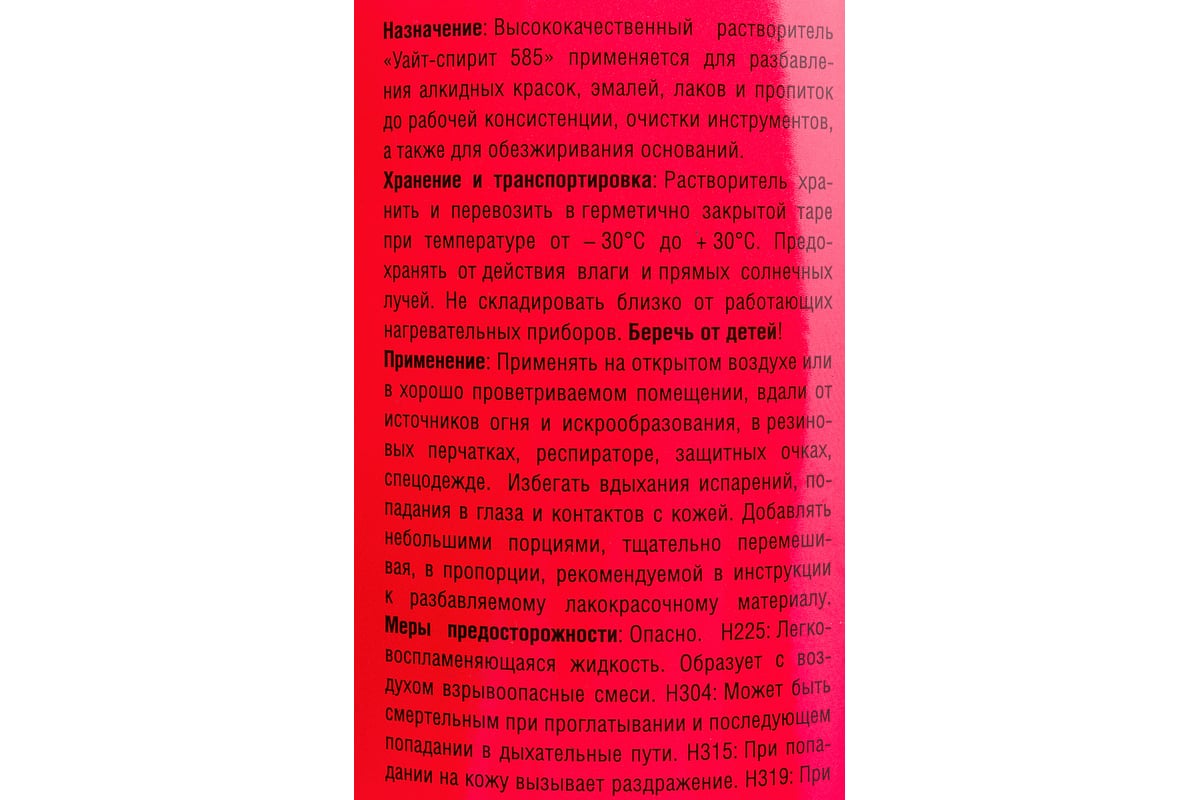 Назначение: Высококачественный растворитель
«Уайт-спирит 585» применяется для разбавле-
ния алкидных красок, эмалей, лаков и пропиток
до рабочей консистенции, очистки инструментов,
а также для обезжиривания оснований.
Хранение и транспортировка: Растворитель хра-
нить и перевозить в герметично закрытой таре
при температуре от – 30°С до + 30°С. Предо-
хранять от действия влаги и прямых солнечных
лучей. Не складировать близко от работающих
нагревательных приборов. Беречь от детей!
Применение: Применять на открытом воздухе или
в хорошо проветриваемом помещении, вдали от
источников огня и искрообразования, в резино-
вых перчатках, респираторе, защитных очках,
спецодежде. Избегать вдыхания испарений, по-
падания в глаза и контактов с кожей. Добавлять
небольшими порциями, тщательно перемеши-
вая, в пропорции, рекомендуемой в инструкции
к разбавляемому лакокрасочному материалу.
Меры предосторожности: Опасно. H225: Легко-
воспламеняющаяся жидкость. Образует с воз-
духом взрывоопасные смеси. H304: Может быть
смертельным при проглатывании и последующем
попадании в дыхательные пути. H315: При попа-
дании на кожу вызывает раздражение. H319: При